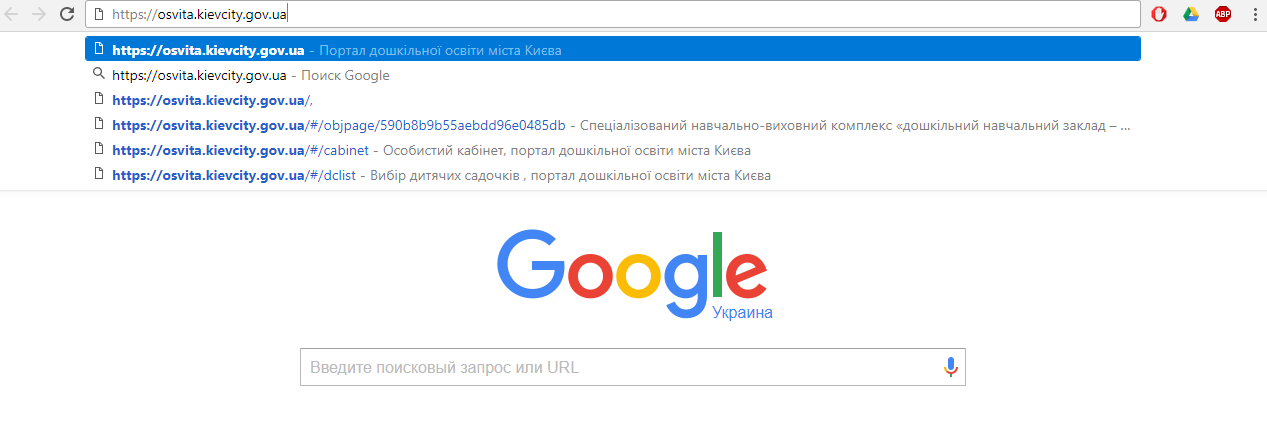 https://osvita.kievcity.gov.ua
ABP
https://osvita.kievcity.gov.ua - Портал дошкільної освіти міста Києва
https://osvita.kievcity.gov.ua - Поиск Google
https://osvita.kievcity.gov.ua/,
https://osvita.kievcity.gov.ua/#/objpage/590b8b9b55aebdd96e0485db - Спеціалізований навчально-виховний комплекс «дошкільний навчальний заклад – ...
https://osvita.kievcity.gov.ua/#/cabinet - Особистий кабінет, портал дошкільної освіти міста Києва
https://osvita.kievcity.gov.ua/#/dclist - Вибір дитячих садочків , портал дошкільної освіти міста Києва
Google
Украина
Введите поисковый запрос или URL